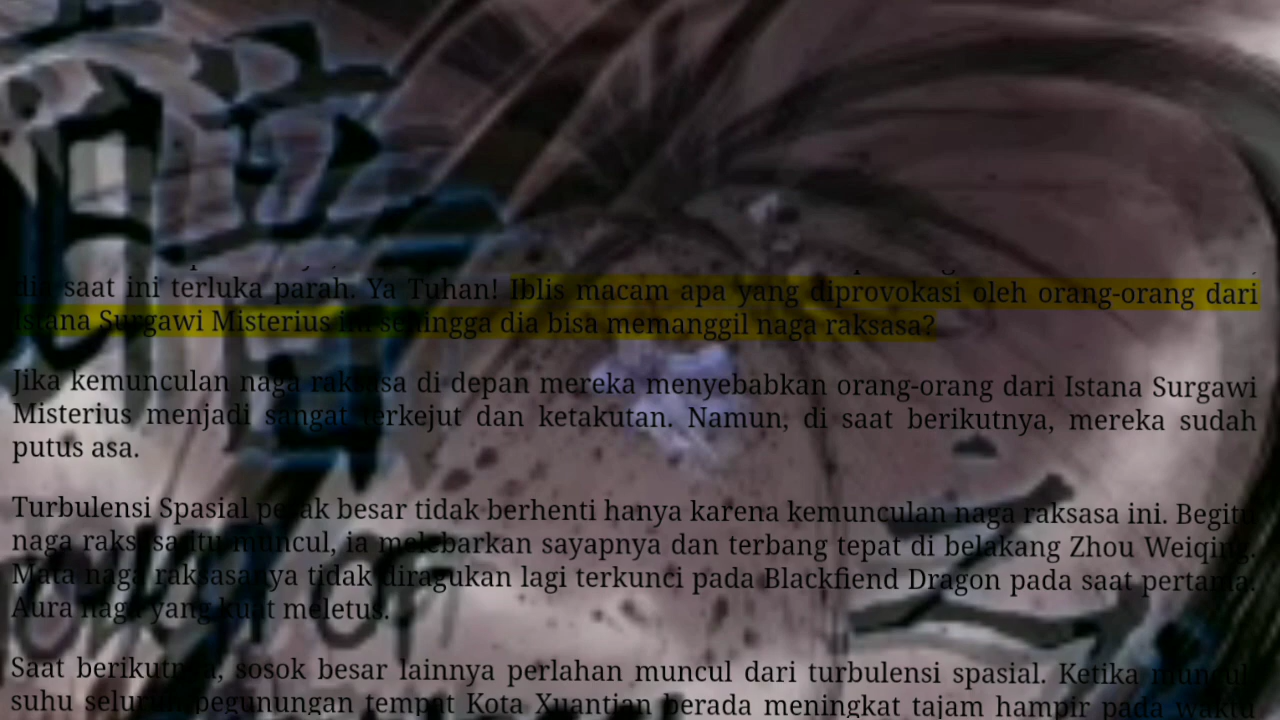 dia saat ini terluka parah. Ya Tuhan! Iblis macam apa yang diprovokasi oleh orang-orang dari
Istana Surgawi Misterius ini sehingga dia bisa memanggil naga raksasa?
Jika kemunculan naga raksasa di depan mereka menyebabkan orang-orang dari Istana Surgawi
Misterius menjadi sangat terkejut dan ketakutan. Namun, di saat berikutnya, mereka sudah
putus asa.
Turbulensi Spasial perak besar tidak berhenti hanya karena kemunculan naga raksasa ini. Begitu
naga raksasa itu muncul, ia melebarkan sayapnya dan terbang tepat di belakang Zhou Weiqing.
Mata naga raksasanya tidak diragukan lagi terkunci pada Blackfiend Dragon pada saat pertama.
Aura naga yang kuat meletus.
Saat berikutnya, sosok besar lainnya perlahan muncul dari turbulensi spasial. Ketika muncul,
suhu seluruh pegunungan tempat Kota Xuantian berada meningkat tajam hampir pada waktu